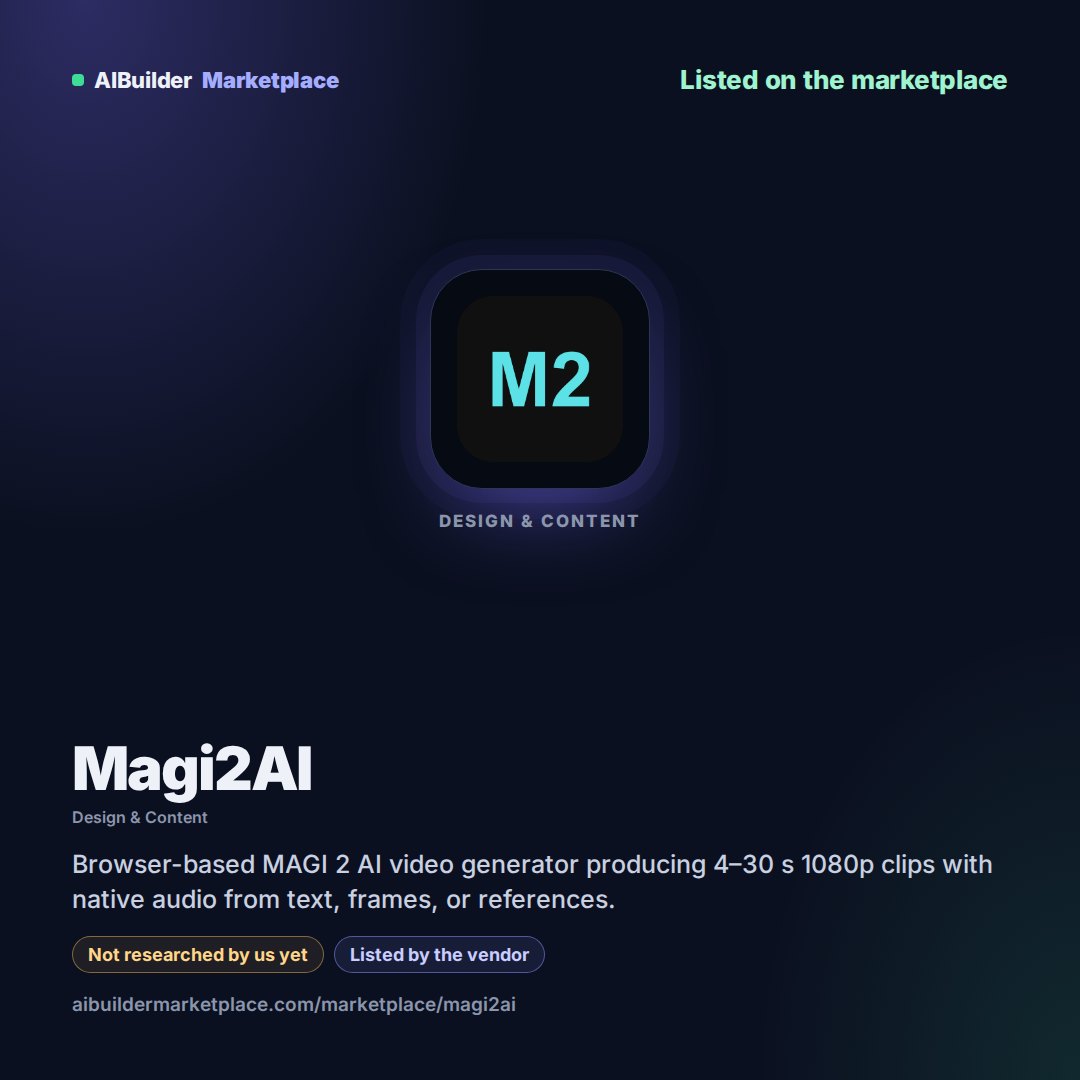 AIBuilder Marketplace
Listed on the marketplace
M2
DESIGN & CONTENT
Magi2AI
Design & Content
Browser-based MAGI 2 AI video generator producing 4–30 s 1080p clips with
native audio from text, frames, or references.
Not researched by us yet
Listed by the vendor
aibuildermarketplace.com/marketplace/magi2ai